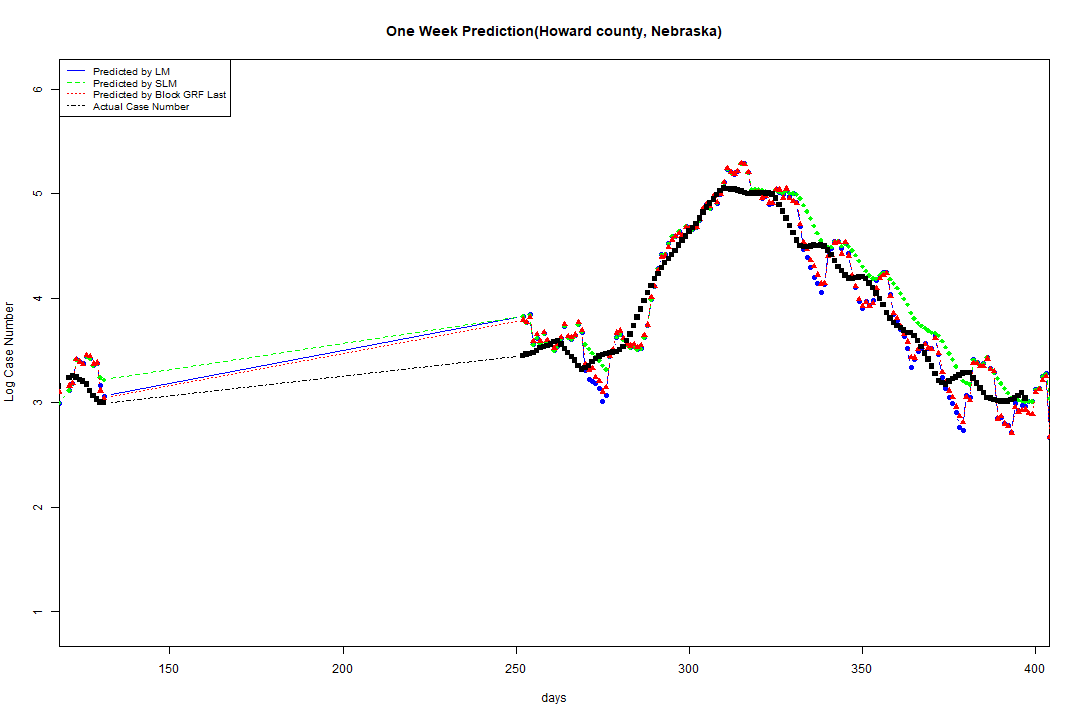 One Week Prediction(Howard county, Nebraska)
Predicted by LM
Predicted by SLM
Predicted by Block GRF Last
Actual Case Number
Log Case Number
6
5
4
3
2
1
150 200 250 300 350 400
days